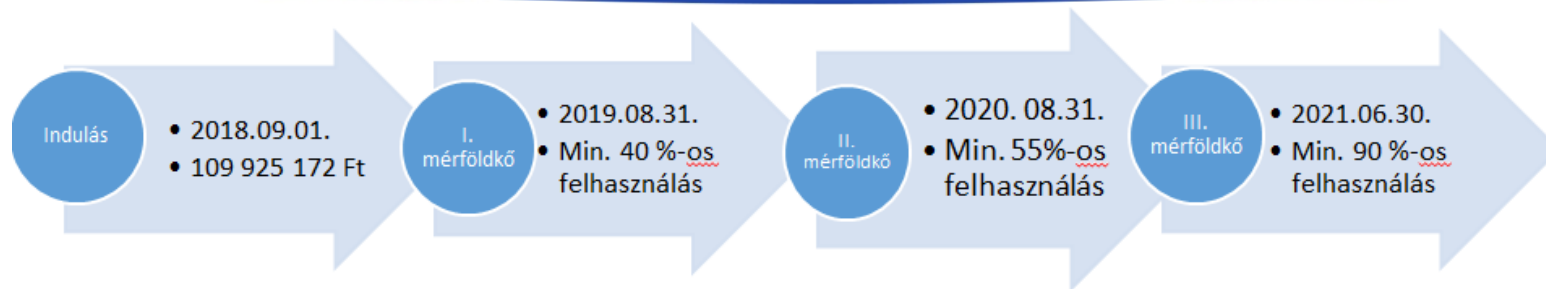 Indulás
• 2018.09.01.
• 109 925 172 Ft
I.
mérföldkő
• 2019.08.31.
• Min. 40 %-os
felhasználás
II.
mérföldkő
• 2020. 08.31.
• Min. 55%-os
felhasználás
III.
mérföldkő
• 2021.06.30.
• Min. 90 %-os
felhasználás